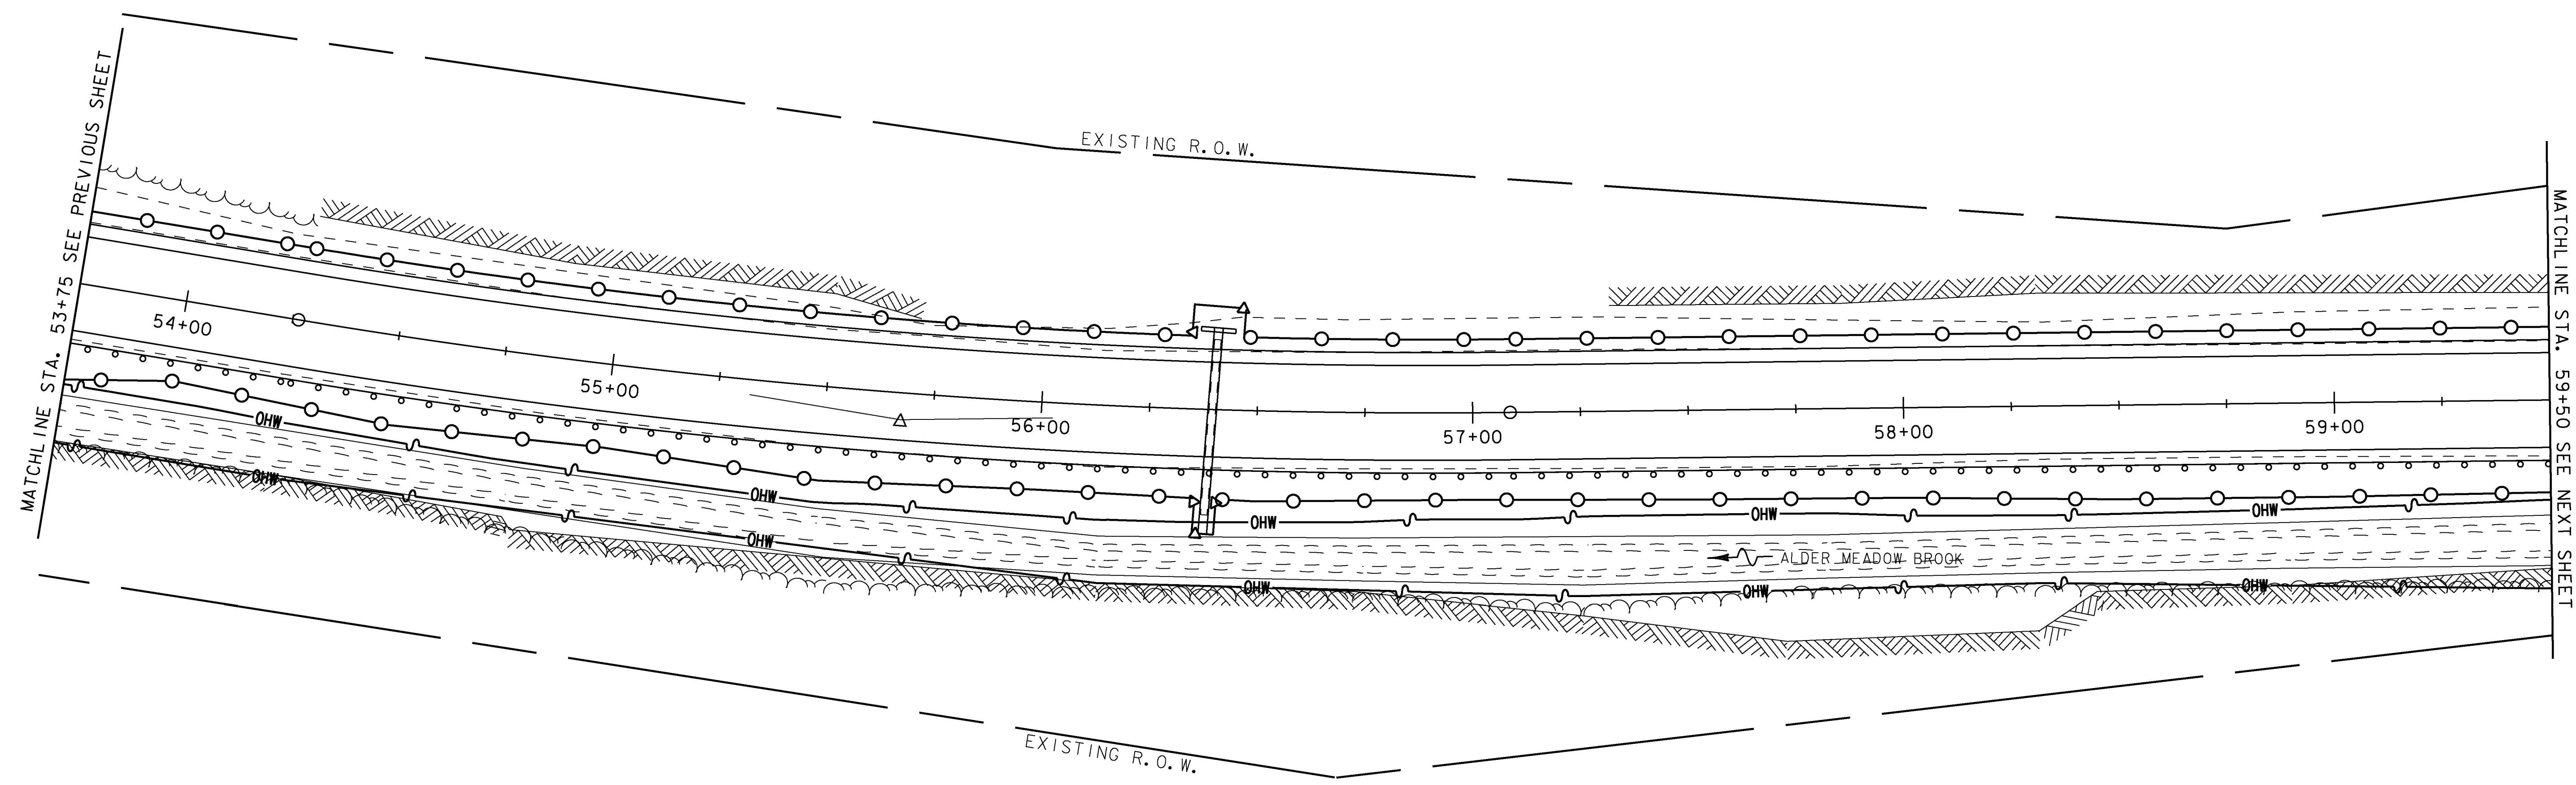 EXISTING R.O.W.
MATCHLINE STA. 53+75 SEE PREVIOUS SHEET
MATCHLINE STA. 59+50 SEE NEXT SHEET
54+00
55+00
56+00
57+00
58+00
59+00
OHW
OHW
OHW
OHW
OHW
OHW
OHW
OHW
OHW
OHW
ALDER MEADOW BROOK
EXISTING R.O.W.